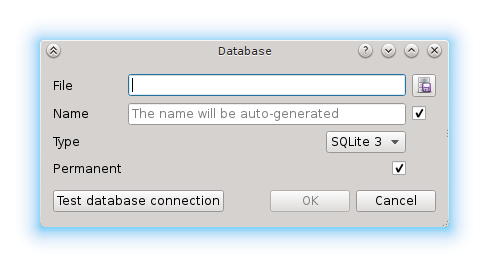 Database
File
Name The name will be auto-generated
Type SQLite 3
Permanent
Test database connection OK Cancel